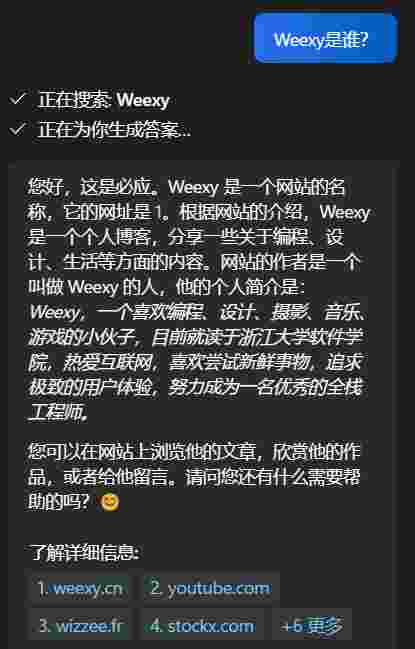 Weexy是谁?
正在搜索: Weexy
正在为你生成答案...
您好，这是必应。Weexy 是一个网站的名
称，它的网址是 1。根据网站的介绍，Weexy
是一个个人博客，分享一些关于编程、设
计、生活等方面的内容。网站的作者是一个
叫做 Weexy 的人，他的个人简介是：
Weexy，一个喜欢编程、设计、摄影、音乐、
游戏的小伙子，目前就读于浙江大学软件学
院，热爱互联网，喜欢尝试新鲜事物，追求
极致的用户体验，努力成为一名优秀的全栈
工程师。
您可以在网站上浏览他的文章，欣赏他的作
品，或者给他留言。请问您还有什么需要帮
助的吗？😊
了解详细信息:
1. weexy.cn 2. youtube.com
3. wizzee.fr 4. stockx.com +6 更多